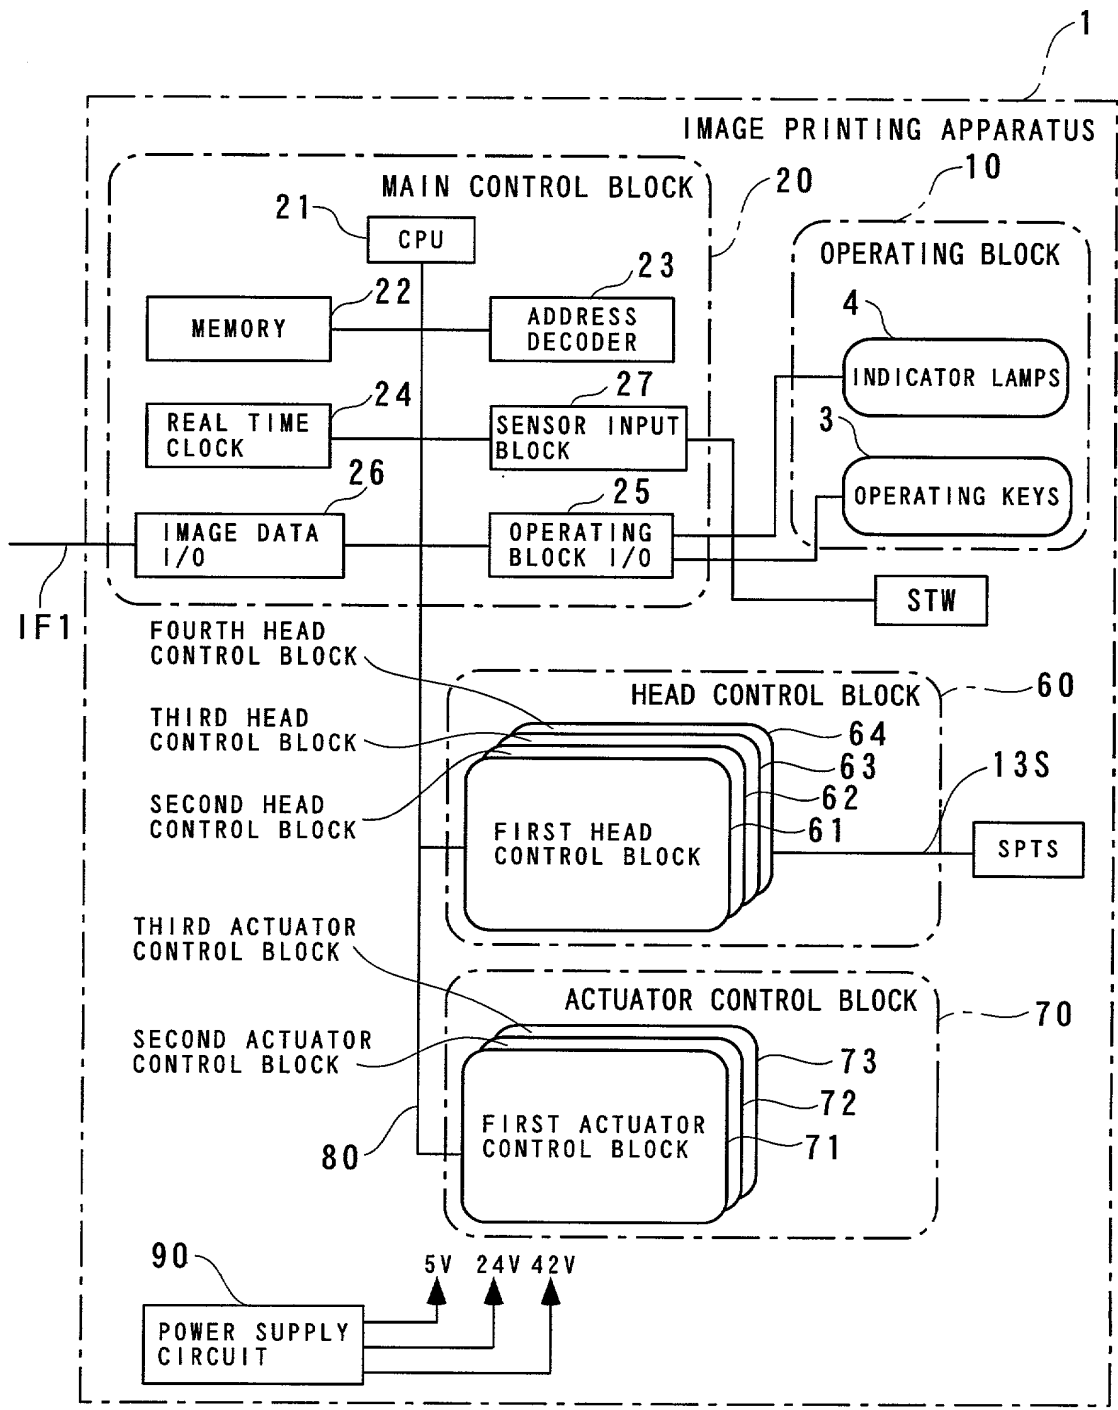 1
IMAGE PRINTING APPARATUS
MAIN CONTROL BLOCK
20
10
21
CPU
OPERATING BLOCK
22
23
MEMORY
ADDRESS
DECODER
4
INDICATOR LAMPS
24
27
REAL TIME
CLOCK
SENSOR INPUT
BLOCK
3
OPERATING KEYS
26
25
IMAGE DATA
I/O
OPERATING
BLOCK I/O
IF1
STW
FOURTH HEAD
CONTROL BLOCK
HEAD CONTROL BLOCK
60
THIRD HEAD
CONTROL BLOCK
64
63
13S
SECOND HEAD
CONTROL BLOCK
62
61
FIRST HEAD
CONTROL BLOCK
SPTS
THIRD ACTUATOR
CONTROL BLOCK
ACTUATOR CONTROL BLOCK
70
SECOND ACTUATOR
CONTROL BLOCK
73
72
71
FIRST ACTUATOR
CONTROL BLOCK
80
90
5V
24V
42V
POWER SUPPLY
CIRCUIT